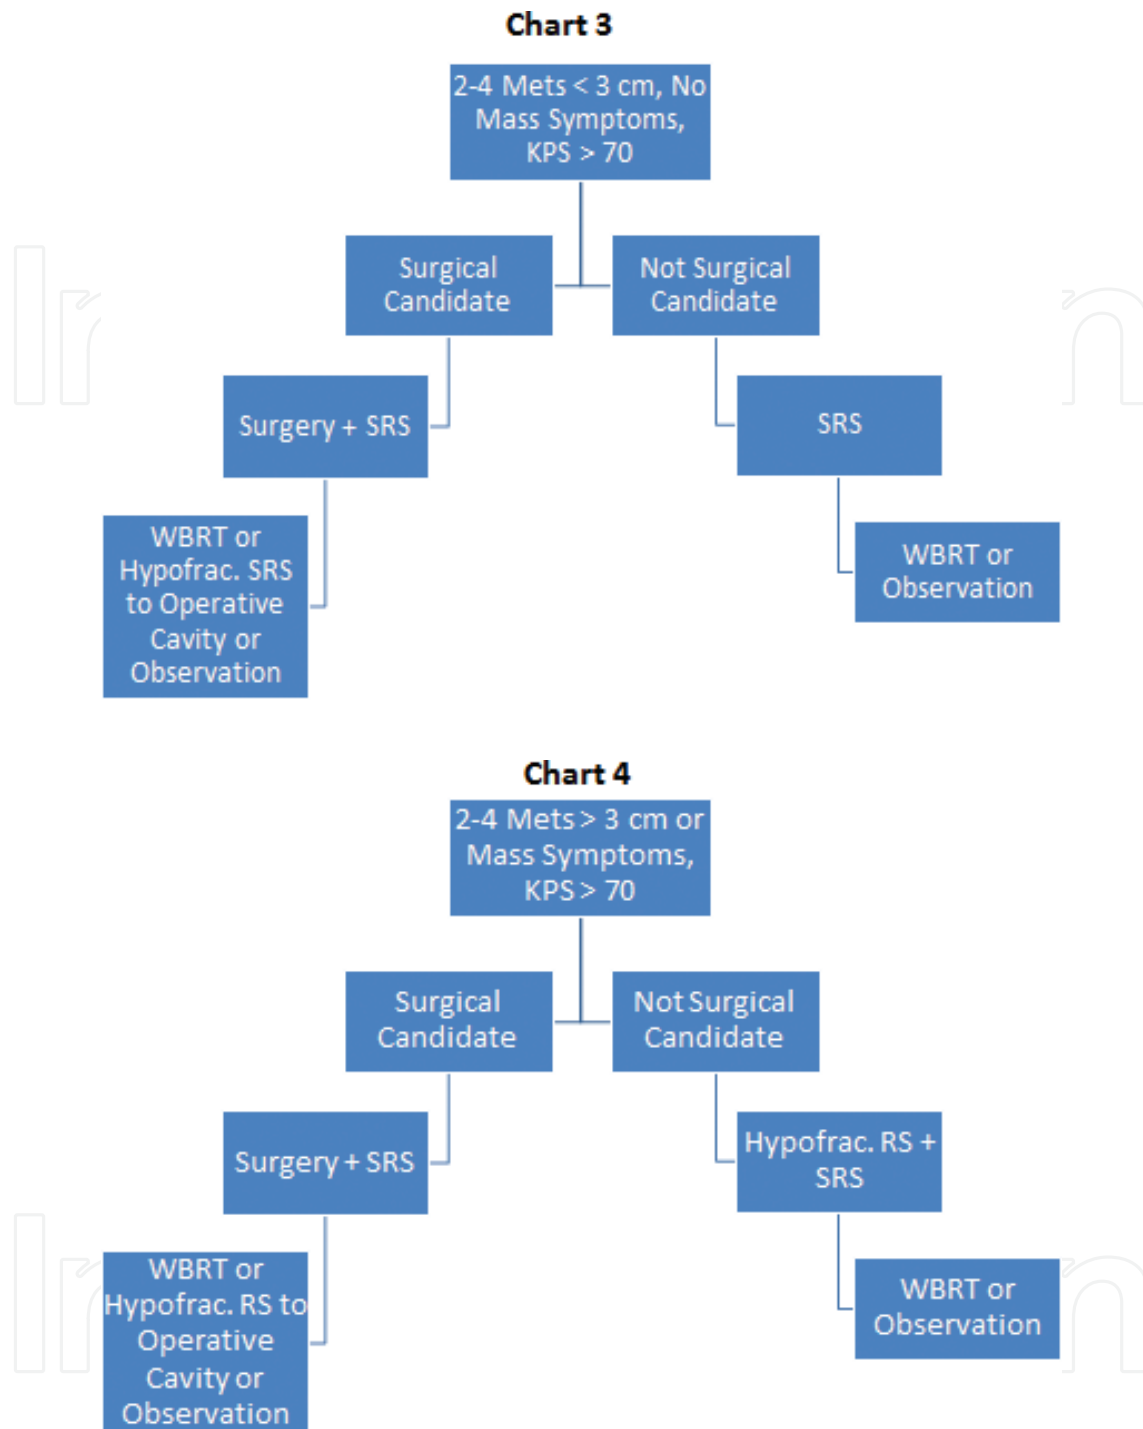 Chart 3
2-4 Mets < 3 cm, No
Mass Symptoms,
KPS > 70
Surgical
Candidate
Not Surgical
Candidate
Surgery + SRS
SRS
WBRT or
Hypofrac. SRS
to Operative
Cavity or
Observation
WBRT or
Observation
Chart 4
2-4 Mets > 3 cm or
Mass Symptoms,
KPS > 70
Surgical
Candidate
Not Surgical
Candidate
Surgery + SRS
Hypofrac. RS +
SRS
WBRT or
Hypofrac. RS to
Operative
Cavity or
Observation
WBRT or
Observation